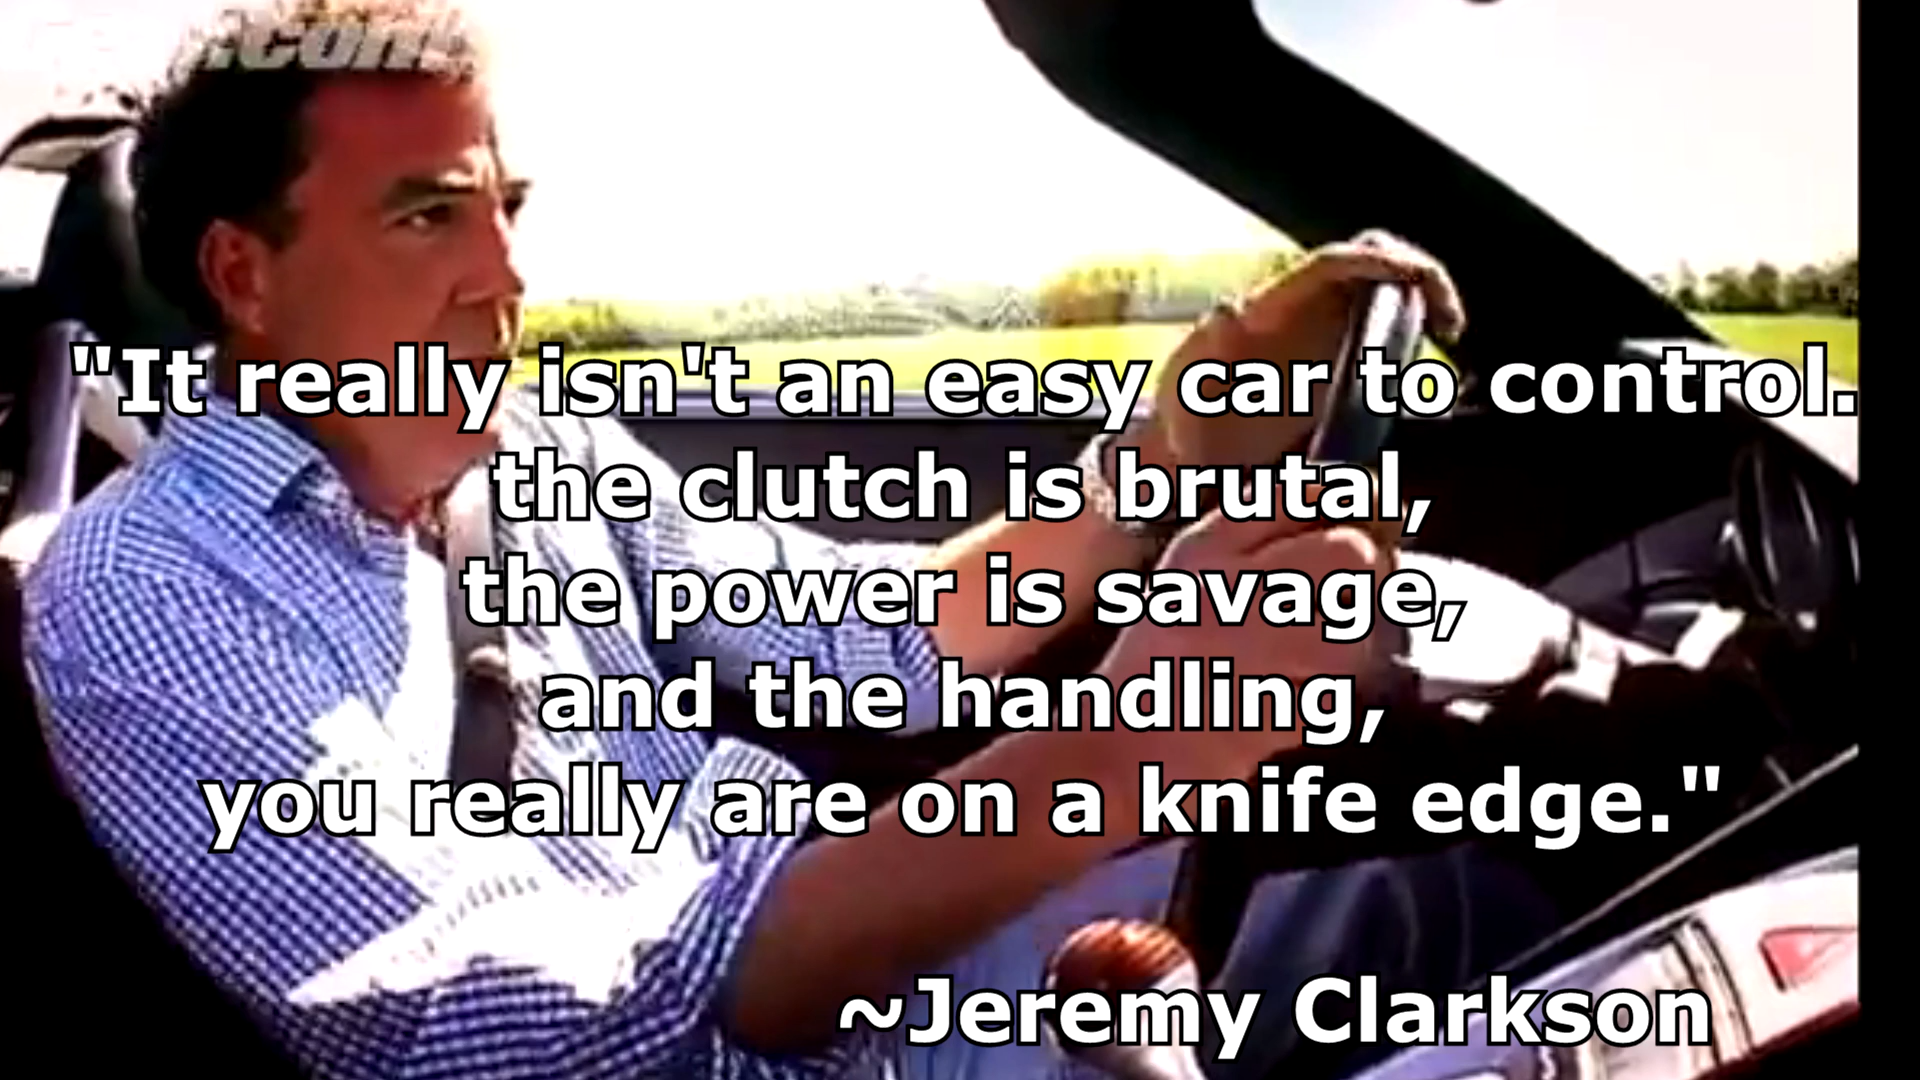 .com
"It really isn't an easy car to control.
the clutch is brutal,
the power is savage,
and the handling,
you really are on a knife edge."
~Jeremy Clarkson